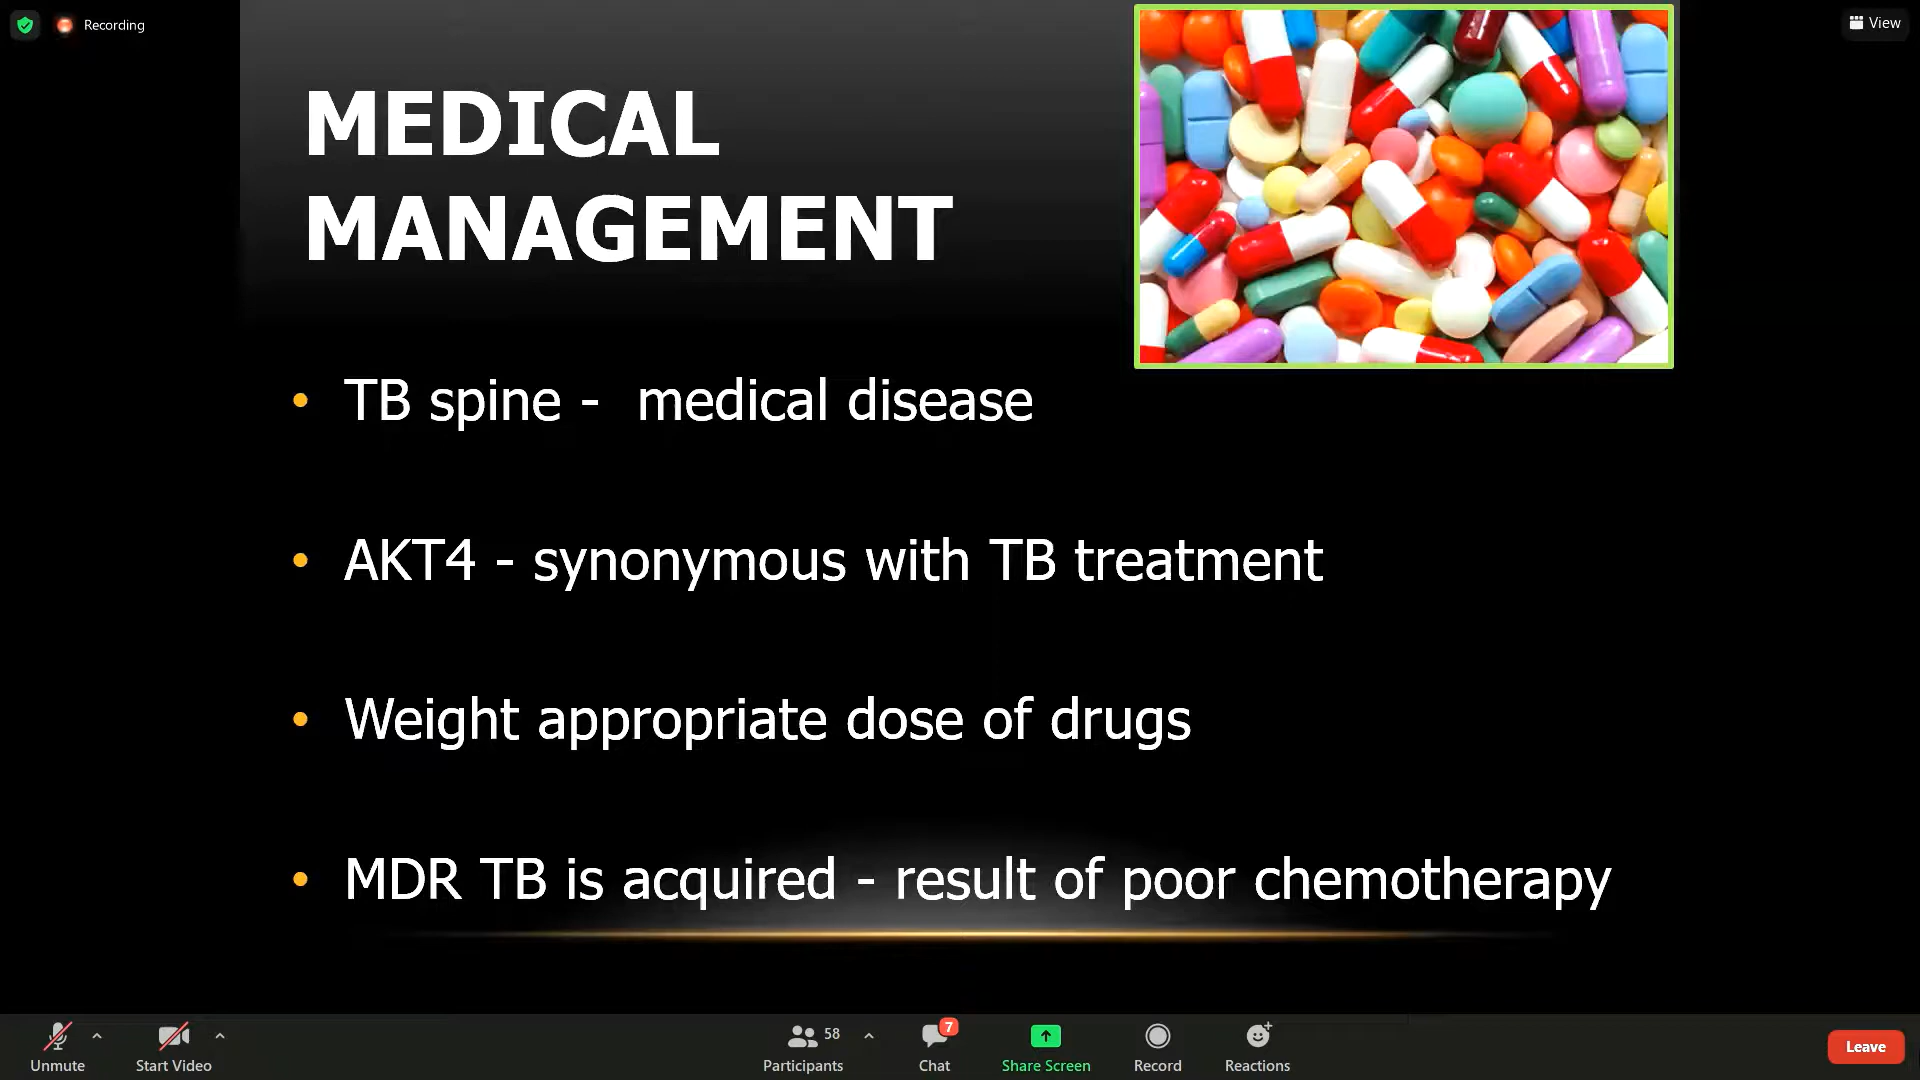 Recording
View
MEDICAL
MANAGEMENT
• TB spine -  medical disease
• AKT4 - synonymous with TB treatment
• Weight appropriate dose of drugs
• MDR TB is acquired - result of poor chemotherapy
58
7
Unmute
Start Video
Participants
Chat
Share Screen
Record
Reactions
Leave